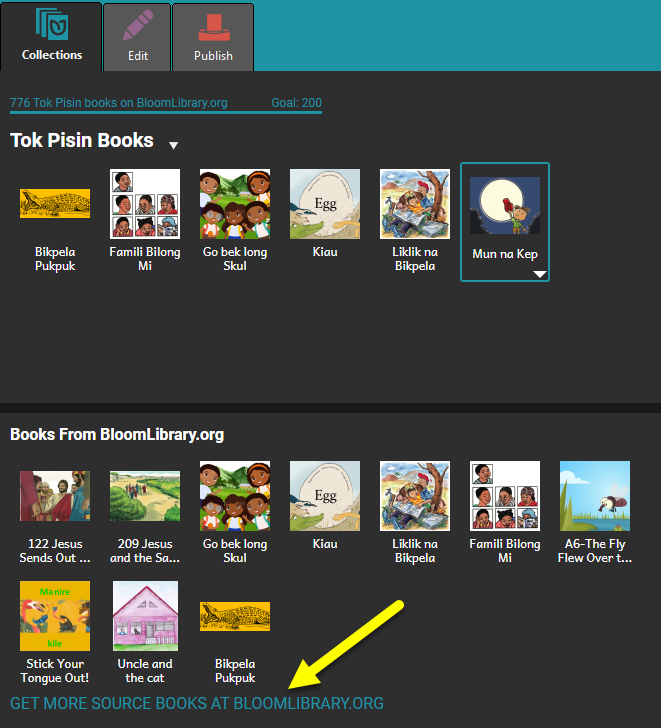 Collections
Edit
Publish
776 Tok Pisin books on BloomLibrary.org
Goal: 200
Tok Pisin Books
Egg
Bikpela
Pukpuk
Famili Bilong
Mi
Go bek long
Skul
Kiau
Liklik na
Bikpela
Mun na Kep
Books From BloomLibrary.org
Egg
122 Jesus
Sends Out ...
209 Jesus
and the Sa...
Go bek long
Skul
Kiau
Liklik na
Bikpela
Famili Bilong
Mi
A6-The Fly
Flew Over t...
Manire
kile
Stick Your
Tongue Out!
Uncle and
the cat
Bikpela
Pukpuk
GET MORE SOURCE BOOKS AT BLOOMLIBRARY.ORG